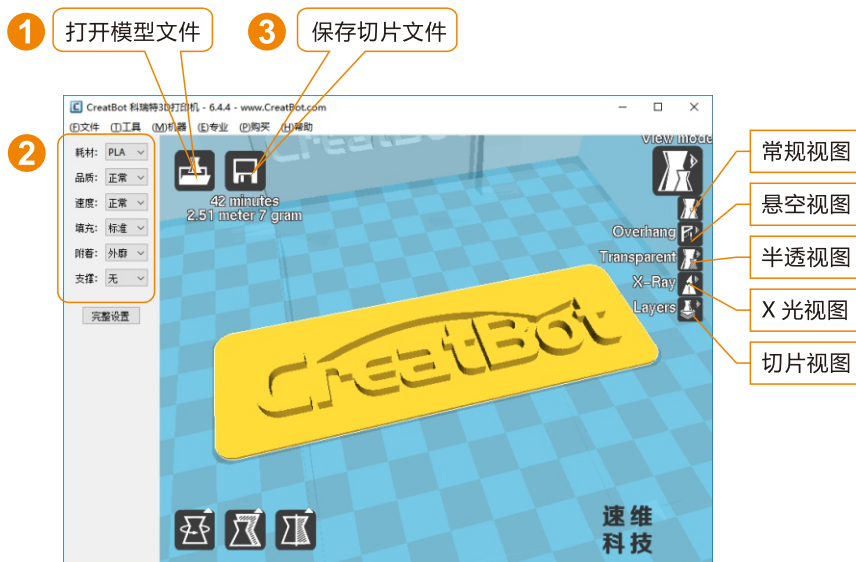 1 打开模型文件
3 保存切片文件
CreatBot 科瑞特3D打印机 - 6.4.4 - www.CreatBot.com
(F)文件 (T)工具 (M)机器 (E)专业 (P)购买 (H)帮助
2
耗材: PLA
品质: 正常
速度: 正常
填充: 标准
附着: 外廓
支撑: 无
完整设置
42 minutes
2.51 meter 7 gram
CreatBot
View mode
Overhang
Transparent
X-Ray
Layers
常规视图
悬空视图
半透视图
X 光视图
切片视图
CreatBot
速维
科技